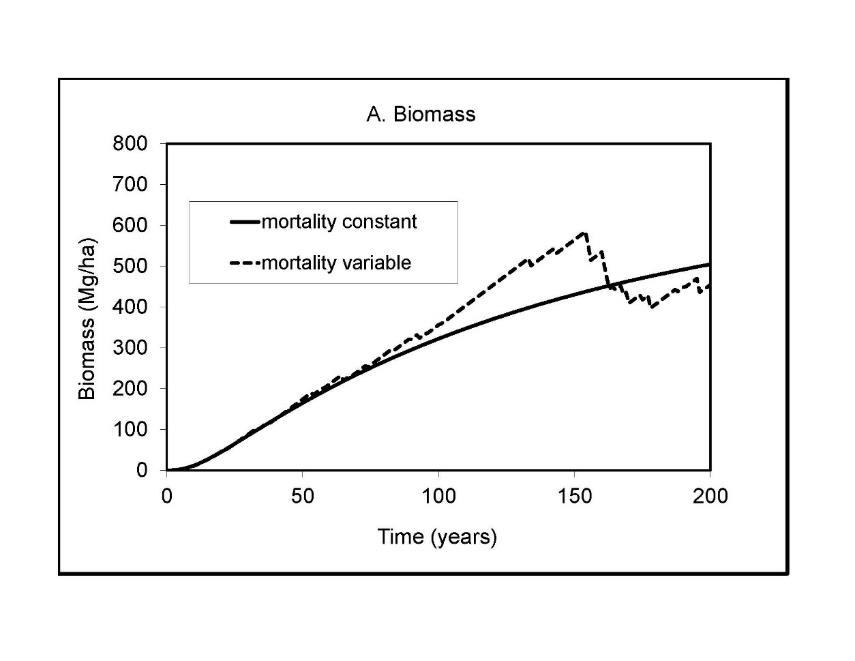 A. Biomass
800
700
600
500
400
300
200
100
0
Biomass (Mg/ha)
mortality constant
mortality variable
0 50 100 150 200
Time (years)